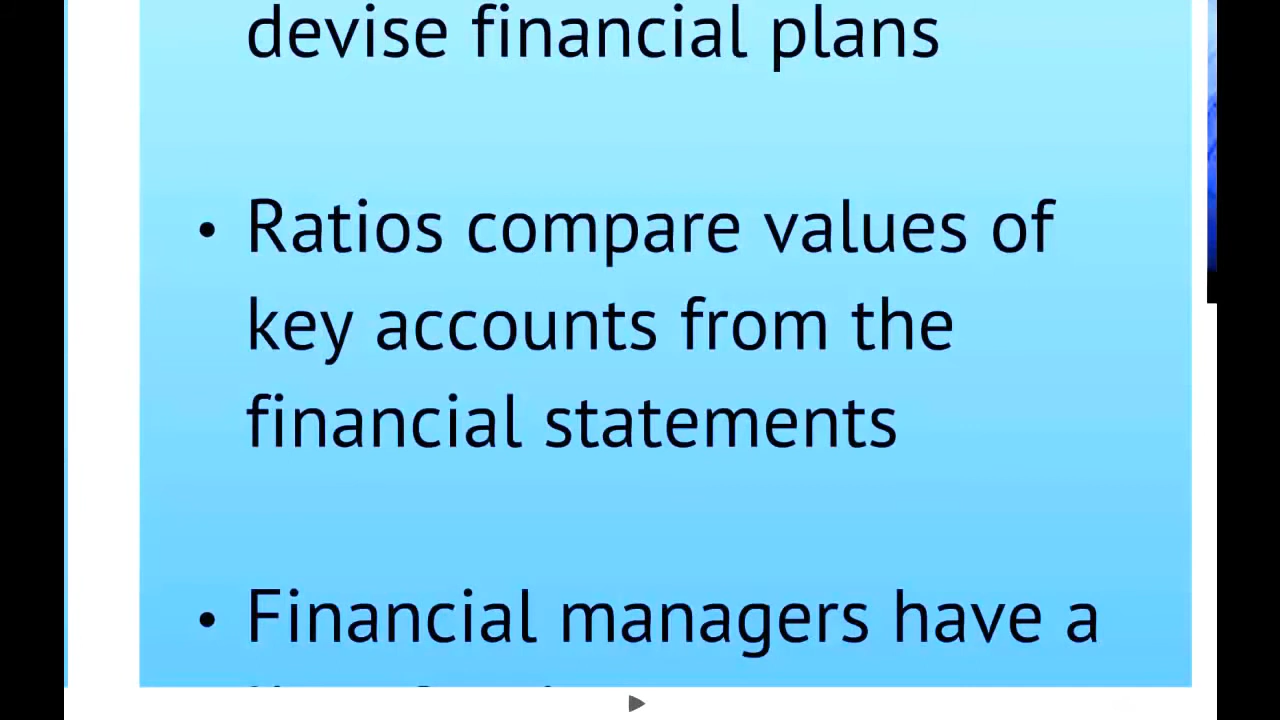 devise financial plans
• Ratios compare values of
key accounts from the
financial statements
• Financial managers have a